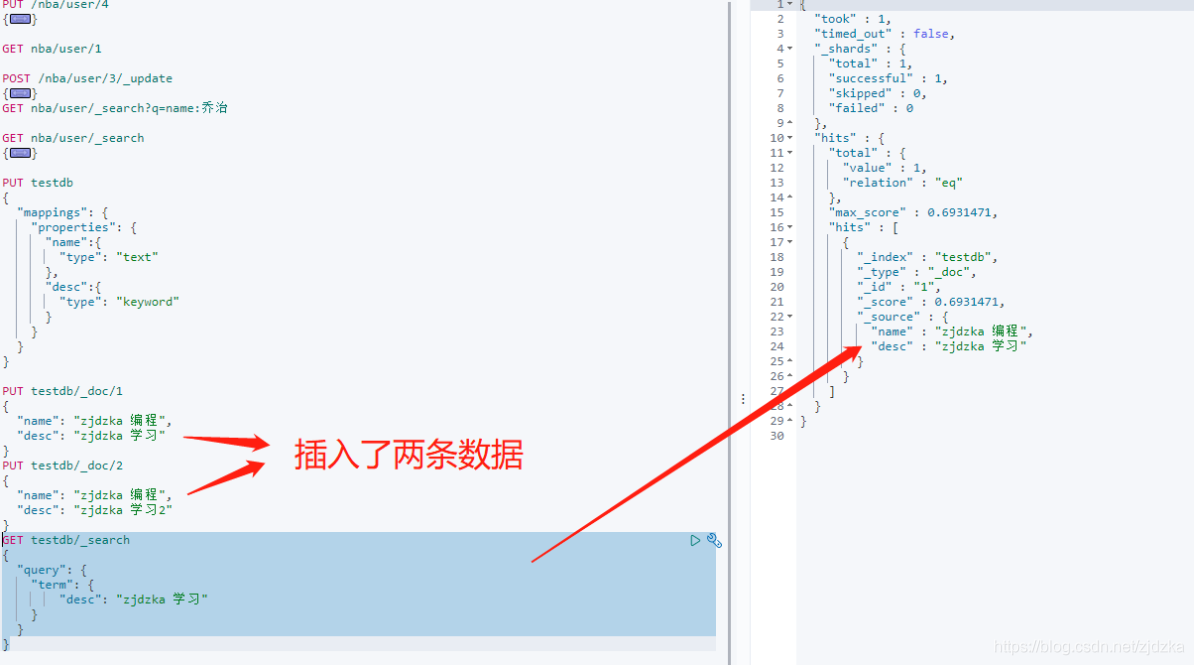 PUT /nba/user/4
{}
GET nba/user/1
POST /nba/user/3/_update
{}
GET nba/user/_search?q=name:乔治
GET nba/user/_search
{}
PUT testdb
{
"mappings": {
"properties": {
"name":{
"type": "text"
},
"desc":{
"type": "keyword"
}
}
}
}
PUT testdb/_doc/1
{
"name": "zjdzka 编程",
"desc": "zjdzka 学习"
}
PUT testdb/_doc/2
{
"name": "zjdzka 编程",
"desc": "zjdzka 学习2"
}
GET testdb/_search
{
"query": {
"term": {
"desc": "zjdzka 学习"
}
}
}
插入了两条数据
1 {
2 "took" : 1,
3 "timed_out" : false,
4 "_shards" : {
5 "total" : 1,
6 "successful" : 1,
7 "skipped" : 0,
8 "failed" : 0
9 },
10 "hits" : {
11 "total" : {
12 "value" : 1,
13 "relation" : "eq"
14 },
15 "max_score" : 0.6931471,
16 "hits" : [
17 {
18 "_index" : "testdb",
19 "_type" : "_doc",
20 "_id" : "1",
21 "_score" : 0.6931471,
22 "_source" : {
23 "name" : "zjdzka 编程",
24 "desc" : "zjdzka 学习"
25 }
26 }
27 ]
28 }
29 }
30
https://blog.csdn.net/zjdzka